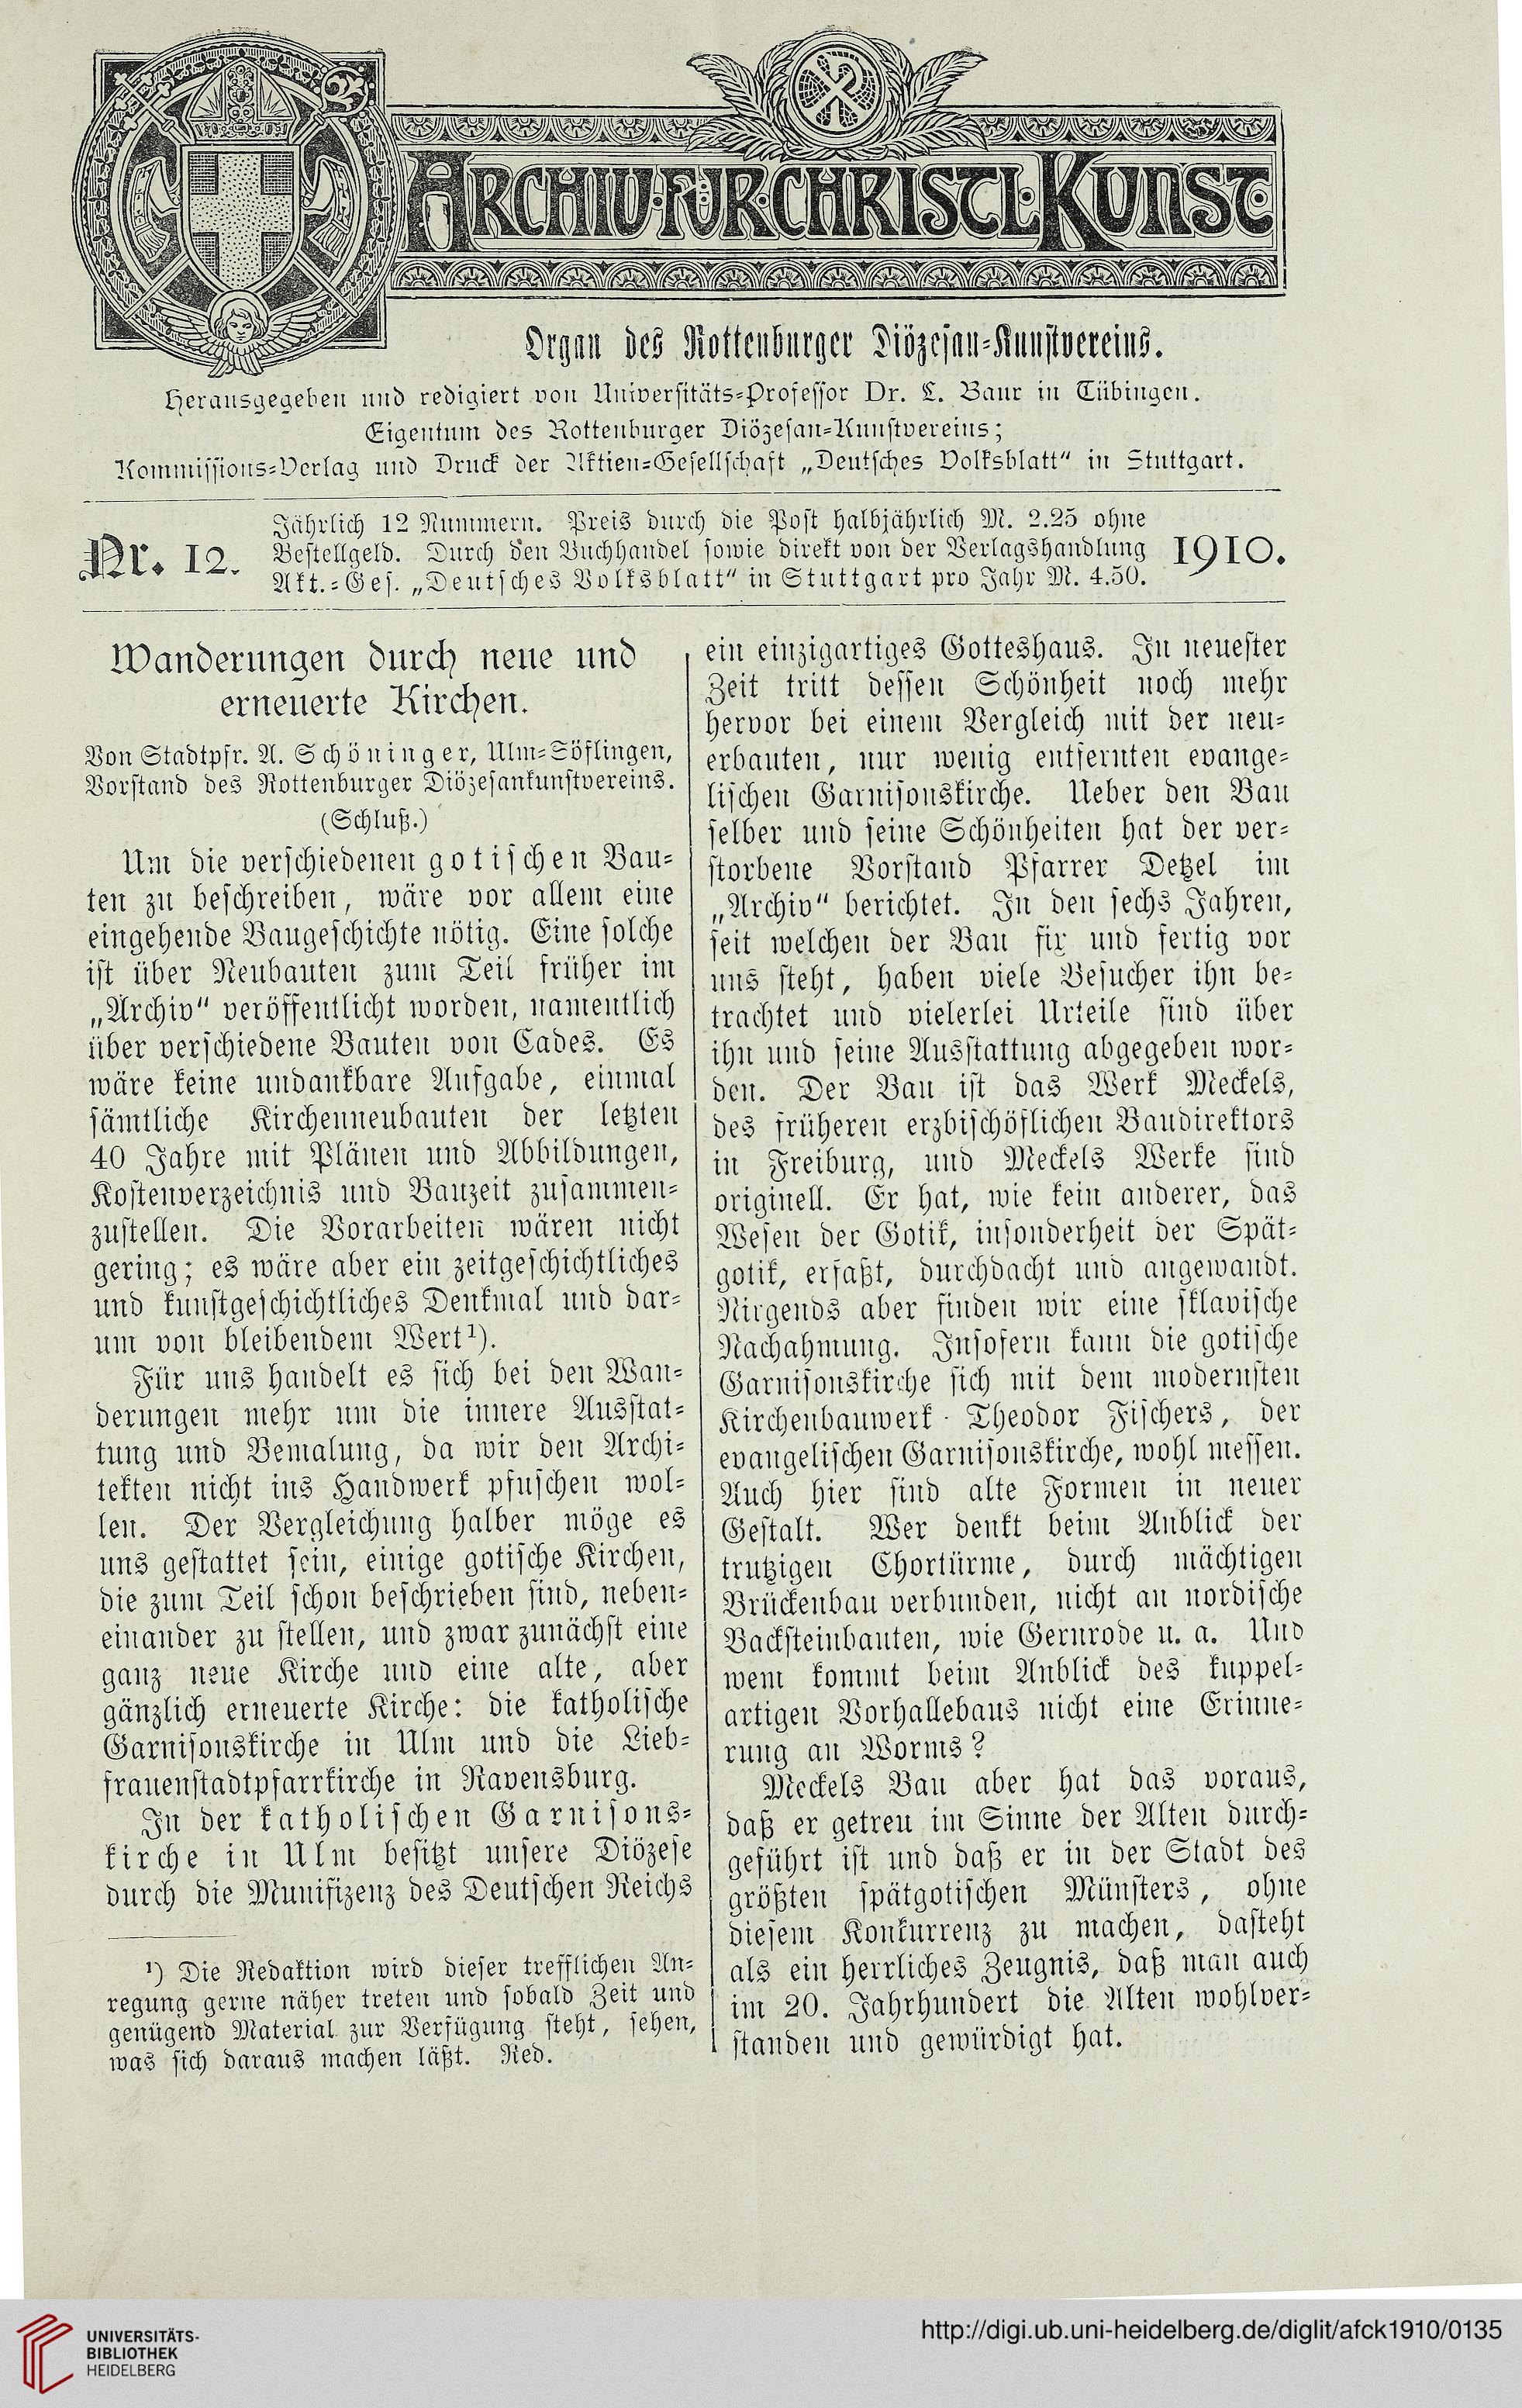 ARCHIV·FÜR·CHRISTL·KUNST
Organ des Rottenburger Diözesan-Kunstvereins.
Herausgegeben und redigiert von Universitäts-Professor Dr. L. Baur in Tübingen.
Eigentum des Rottenburger Diözesan-Kunstvereins;
Kommissions-Verlag und Druck der Aktien-Gesellschaft „Deutsches Volksblatt“ in Stuttgart.
Nr. 12.
Jährlich 12 Nummern. Preis durch die Post halbjährlich M. 2.25 ohne
Bestellgeld. Durch den Buchhandel sowie direkt von der Verlagshandlung
Akt.-Ges. „Deutsches Volksblatt“ in Stuttgart pro Jahr M. 4.50.
1910.
Wanderungen durch neue und
erneuerte Kirchen.
Von Stadtpfr. A. Schöninger, Ulm-Söflingen,
Vorstand des Rottenburger Diözesankunstvereins.
(Schluß.)
Um die verschiedenen gotischen Bau-
ten zu beschreiben, wäre vor allem eine
eingehende Baugeschichte nötig. Eine solche
ist über Neubauten zum Teil früher im
„Archiv“ veröffentlicht worden, namentlich
über verschiedene Bauten von Cades. Es
wäre keine undankbare Aufgabe, einmal
sämtliche Kirchenneubauten der letzten
40 Jahre mit Plänen und Abbildungen,
Kostenverzeichnis und Bauzeit zusammen-
zustellen. Die Vorarbeiten wären nicht
gering; es wäre aber ein zeitgeschichtliches
und kunstgeschichtliches Denkmal und dar-
um von bleibendem Wert¹).
Für uns handelt es sich bei den Wan-
derungen mehr um die innere Ausstat-
tung und Bemalung, da wir den Archi-
tekten nicht ins Handwerk pfuschen wol-
len. Der Vergleichung halber möge es
uns gestattet sein, einige gotische Kirchen,
die zum Teil schon beschrieben sind, neben-
einander zu stellen, und zwar zunächst eine
ganz neue Kirche und eine alte, aber
gänzlich erneuerte Kirche: die katholische
Garnisonskirche in Ulm und die Lieb-
frauenstadtpfarrkirche in Ravensburg.
In der katholischen Garnisons-
kirche in Ulm besitzt unsere Diözese
durch die Munifizenz des Deutschen Reichs
¹) Die Redaktion wird dieser trefflichen An-
regung gerne näher treten und sobald Zeit und
genügend Material zur Verfügung steht, sehen,
was sich daraus machen läßt. Red.
ein einzigartiges Gotteshaus. In neuester
Zeit tritt dessen Schönheit noch mehr
hervor bei einem Vergleich mit der neu-
erbauten, nur wenig entfernten evange-
lischen Garnisonskirche. Ueber den Bau
selber und seine Schönheiten hat der ver-
storbene Vorstand Pfarrer Detzel im
„Archiv“ berichtet. In den sechs Jahren,
seit welchen der Bau fix und fertig vor
uns steht, haben viele Besucher ihn be-
trachtet und vielerlei Urteile sind über
ihn und seine Ausstattung abgegeben wor-
den. Der Bau ist das Werk Meckels,
des früheren erzbischöflichen Baudirektors
in Freiburg, und Meckels Werke sind
originell. Er hat, wie kein anderer, das
Wesen der Gotik, insonderheit der Spät-
gotik, erfaßt, durchdacht und angewandt.
Nirgends aber finden wir eine sklavische
Nachahmung. Insofern kann die gotische
Garnisonskirche sich mit dem modernsten
Kirchenbauwerk Theodor Fischers, der
evangelischen Garnisonskirche, wohl messen.
Auch hier sind alte Formen in neuer
Gestalt. Wer denkt beim Anblick der
trutzigen Chortürme, durch mächtigen
Brückenbau verbunden, nicht an nordische
Backsteinbauten, wie Gernrode u. a. Und
wem kommt beim Anblick des kuppel-
artigen Vorhallebaus nicht eine Erinne-
rung an Worms?
Meckels Bau aber hat das voraus,
daß er getreu im Sinne der Alten durch-
geführt ist und daß er in der Stadt des
größten spätgotischen Münsters, ohne
diesem Konkurrenz zu machen, dasteht
als ein herrliches Zeugnis, daß man auch
im 20. Jahrhundert die Alten wohlver-
standen und gewürdigt hat.
UNIVERSITÄTS-
BIBLIOTHEK
HEIDELBERG
http://digi.ub.uni-heidelberg.de/diglit/afck1910/0135